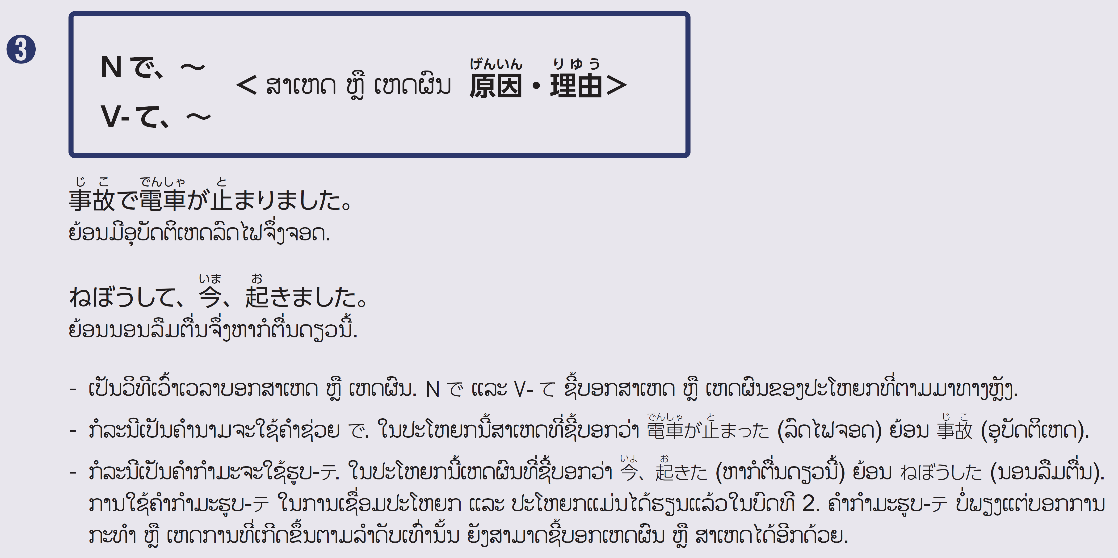 3
N で、～
V- て、～
< ສາເຫດ ຫຼື ເຫດຜົນ 原因・理由>
げんいん りゆう
じこ でんしゃ と
事故で電車が止まりました。
ຍ້ອນມີອຸບັດຕິເຫດລົດໄຟຈຶ່ງຈອດ.
いま お
ねぼうして、今、起きました。
ຍ້ອນນອນລືມຕື່ນຈຶ່ງຫາກໍຕື່ນດຽວນີ້.
- ເປັນວິທີເວົ້າເວລາບອກສາເຫດ ຫຼື ເຫດຜົນ. N で ແລະ V- て ຊີ້ບອກສາເຫດ ຫຼື ເຫດຜົນຂອງປະໂຫຍກທີ່ຕາມມາທາງຫຼັງ.
でんしゃ と じこ
- ກໍລະນີເປັນຄຳນາມຈະໃຊ້ຄຳຊ່ວຍ で. ໃນປະໂຫຍກນີ້ສາເຫດທີ່ຊີ້ບອກວ່າ 電車が止まった (ລົດໄຟຈອດ) ຍ້ອນ 事故 (ອຸບັດຕິເຫດ).
いま お
- ກໍລະນີເປັນຄຳກຳມະຈະໃຊ້ຮູບ-テ. ໃນປະໂຫຍກນີ້ເຫດຜົນທີ່ຊີ້ບອກວ່າ 今、起きた (ຫາກໍຕື່ນດຽວນີ້) ຍ້ອນ ねぼうした (ນອນລືມຕື່ນ).
ການໃຊ້ຄຳກຳມະຮູບ-テ ໃນການເຊື່ອມປະໂຫຍກ ແລະ ປະໂຫຍກແມ່ນໄດ້ຮຽນແລ້ວໃນບົດທີ 2. ຄຳກຳມະຮູບ-テ ບໍ່ພຽງແຕ່ບອກການ
ກະທຳ ຫຼື ເຫດການທີ່ເກີດຂຶ້ນຕາມລຳດັບເທົ່ານັ້ນ ຍັງສາມາດຊີ້ບອກເຫດຜົນ ຫຼື ສາເຫດໄດ້ອີກດ້ວຍ.